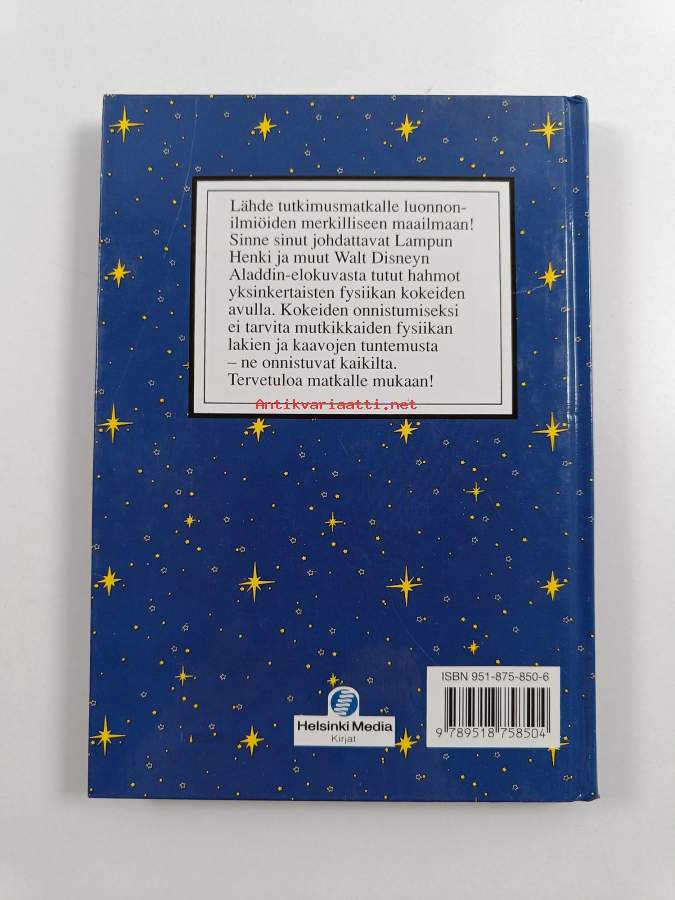 Lähde tutkimusmatkalle luonnon-
ilmiöiden merkilliseen maailmaan!
Sinne sinut johdattavat Lampun
Henki ja muut Walt Disneyn
Aladdin-elokuvasta tutut hahmot
yksinkertaisten fysiikan kokeiden
avulla. Kokeiden onnistumiseksi
ei tarvita mutkikkaiden fysiikan
lakien ja kaavojen tuntemusta
– ne onnistuvat kaikilta.
Tervetuloa matkalle mukaan!
Antikvariaatti.net
ISBN 951-875-850-6
9 789518 758504
Helsinki Media
Kirjat